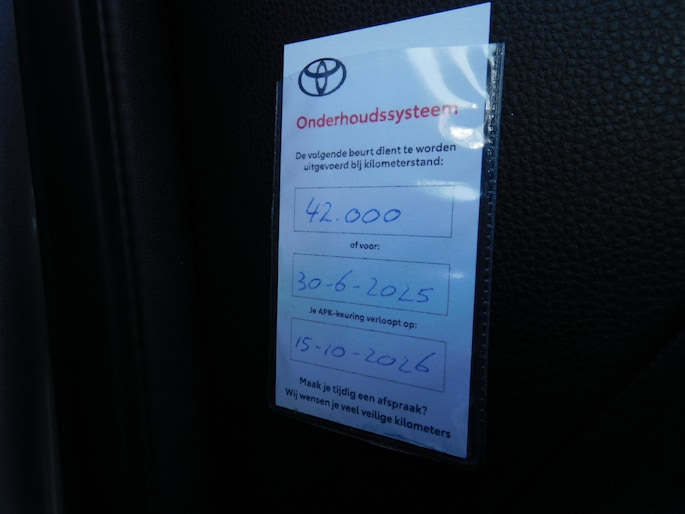 Onderhoudssysteem
De volgende beurt dient te worden
uitgevoerd bij kilometerstand:
42.000
of voor:
30-6-2025
Je APK-keuring verloopt op:
15-10-2026
Maak je tijdig een afspraak?
Wij wensen je veel veilige kilometers